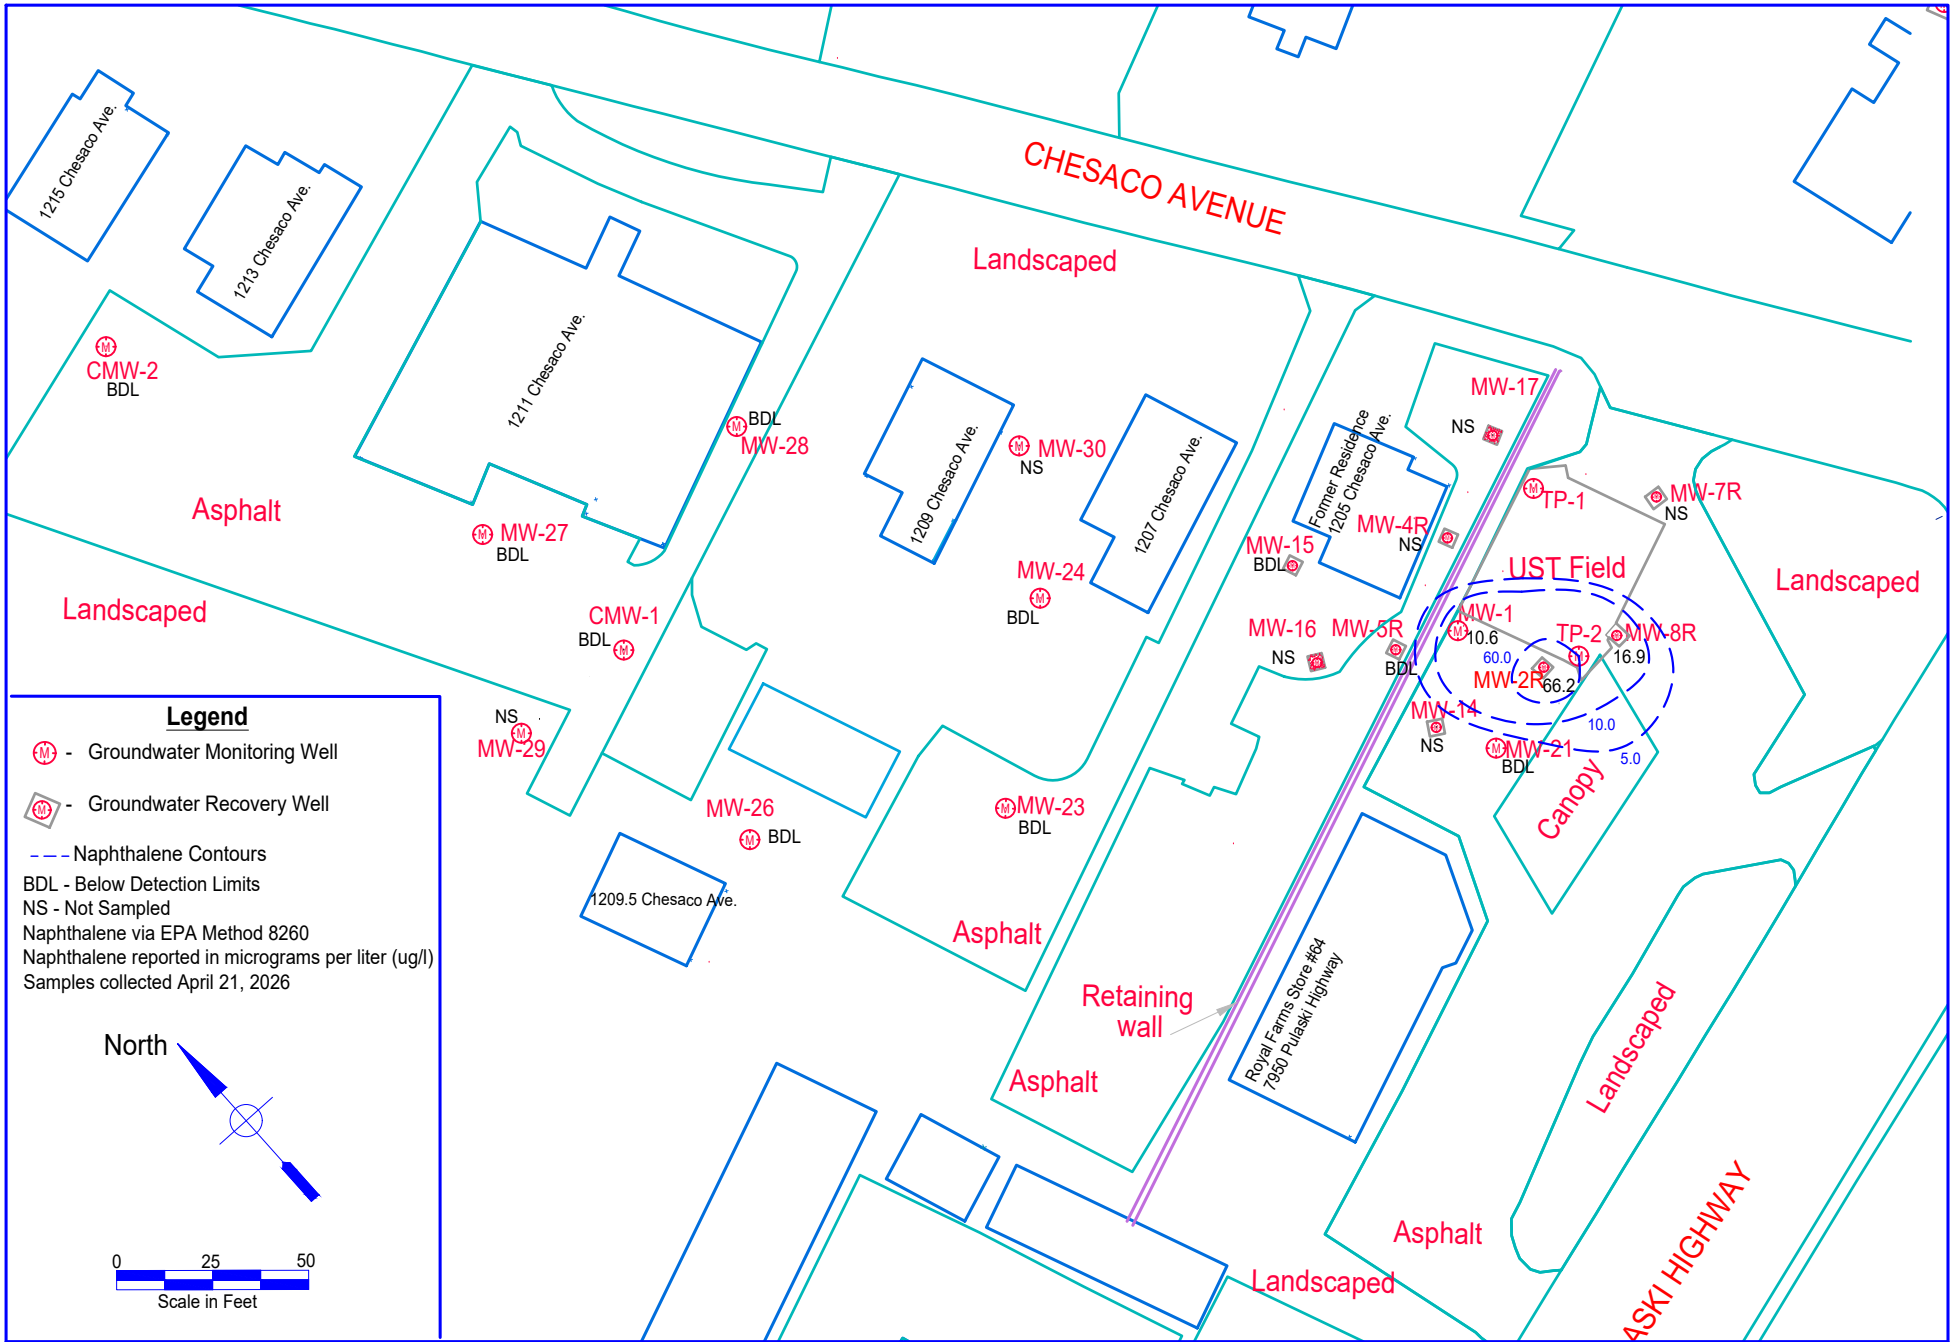 CHESACO AVENUE
1215 Chesaco Ave.
1213 Chesaco Ave.
Landscaped
CMW-2
BDL
1211 Chesaco Ave.
BDL
MW-28
MW-17
NS
Former Residence
1205 Chesaco Ave.
1209 Chesaco Ave.
MW-30
NS
1207 Chesaco Ave.
TP-1
MW-7R
NS
Asphalt
MW-27
BDL
MW-4R
NS
MW-15
BDL
UST Field
Landscaped
MW-24
BDL
Landscaped
CMW-1
BDL
MW-16
NS
MW-5R
BDL
MW-1
10.6
TP-2
MW-8R
16.9
60.0
MW-2R
66.2
MW-14
NS
10.0
MW-21
BDL
5.0
Canopy
NS
MW-29
MW-26
BDL
MW-23
BDL
1209.5 Chesaco Ave.
Asphalt
Retaining
wall
Royal Farms Store #64
7950 Pulaski Highway
Asphalt
Landscaped
Asphalt
Landscaped
ASKI HIGHWAY
Legend
M - Groundwater Monitoring Well
M - Groundwater Recovery Well
--- Naphthalene Contours
BDL - Below Detection Limits
NS - Not Sampled
Naphthalene via EPA Method 8260
Naphthalene reported in micrograms per liter (ug/l)
Samples collected April 21, 2026
North
0 25 50
Scale in Feet